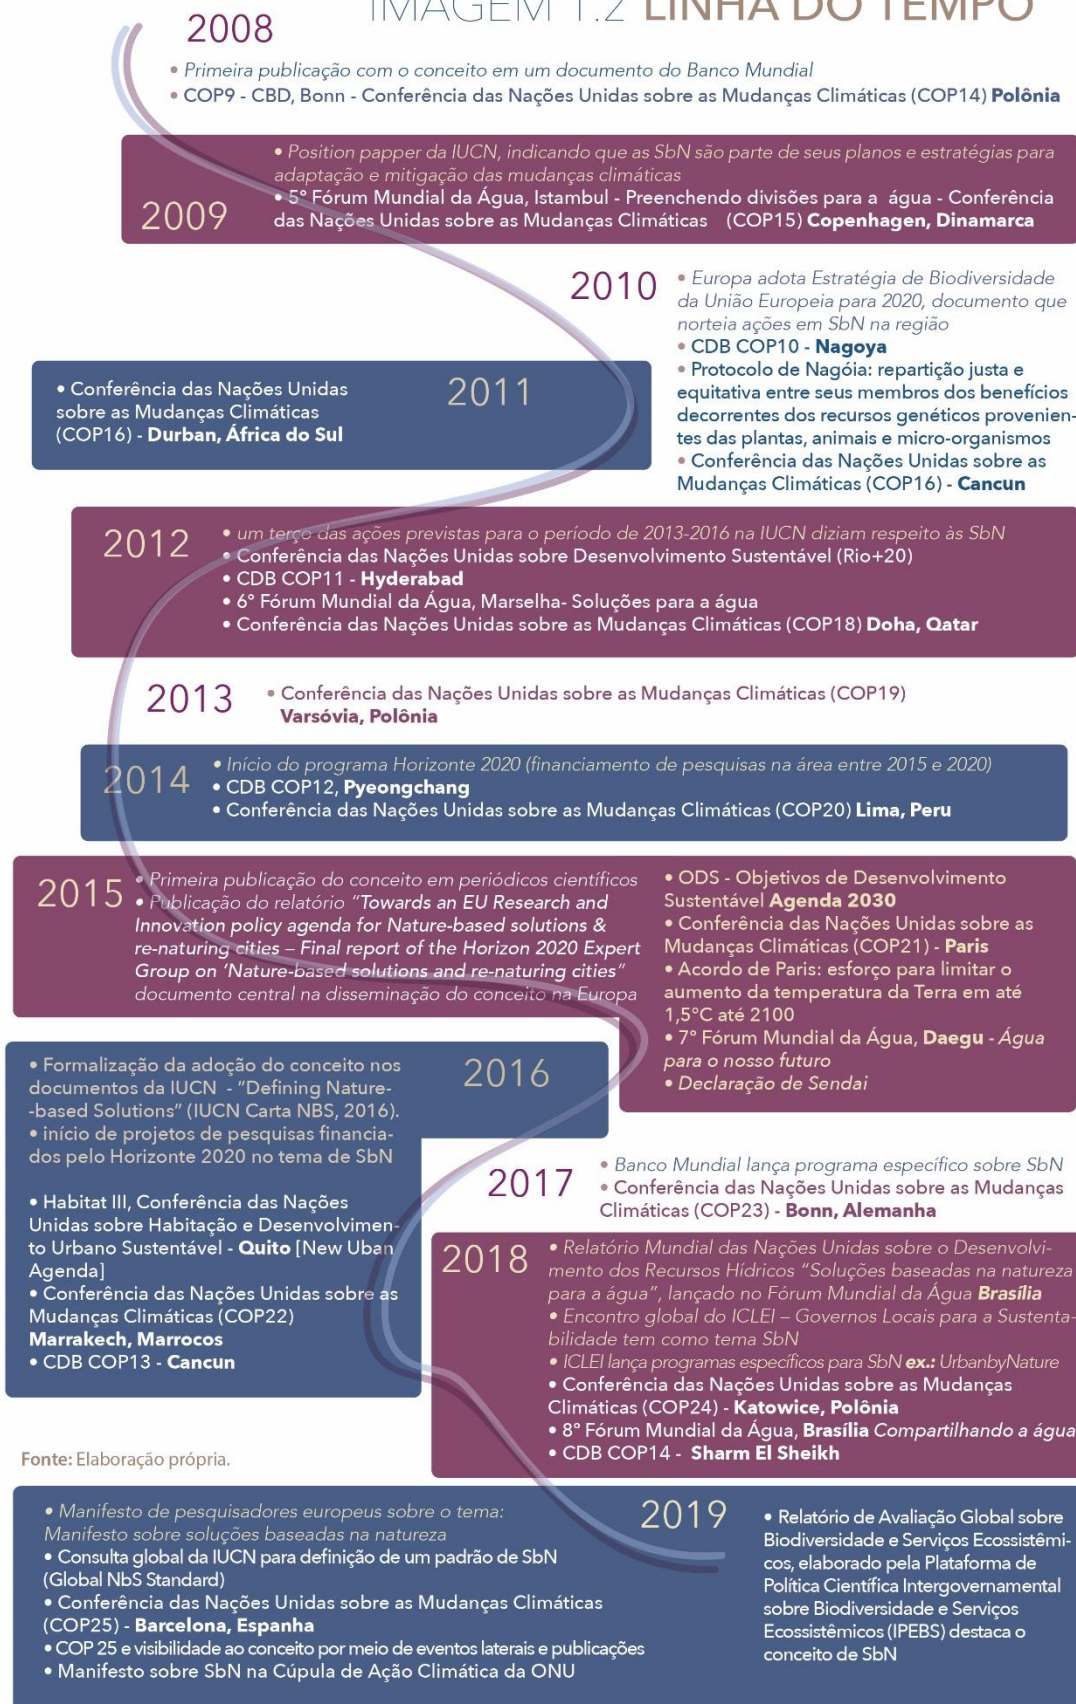 IMAGEM 1.2 LINHA DO TEMPO
2008
• Primeira publicação com o conceito em um documento do Banco Mundial
• COP9 - CBD, Bonn - Conferência das Nações Unidas sobre as Mudanças Climáticas (COP14) Polônia
2009
• Position papper da IUCN, indicando que as SbN são parte de seus planos e estratégias para
adaptação e mitigação das mudanças climáticas
• 5° Fórum Mundial da Água, Istambul - Preenchendo divisões para a água - Conferência
das Nações Unidas sobre as Mudanças Climáticas (COP15) Copenhagen, Dinamarca
2010
• Europa adota Estratégia de Biodiversidade
da União Europeia para 2020, documento que
norteia ações em SbN na região
• CDB COP10 - Nagoya
• Protocolo de Nagóia: repartição justa e
equitativa entre seus membros dos benefícios
decorrentes dos recursos genéticos provenien-
tes das plantas, animais e micro-organismos
• Conferência das Nações Unidas sobre as
Mudanças Climáticas (COP16) - Cancun
2011
• Conferência das Nações Unidas
sobre as Mudanças Climáticas
(COP16) - Durban, África do Sul
2012
• um terço das ações previstas para o período de 2013-2016 na IUCN diziam respeito às SbN
• Conferência das Nações Unidas sobre Desenvolvimento Sustentável (Rio+20)
• CDB COP11 - Hyderabad
• 6° Fórum Mundial da Água, Marselha- Soluções para a água
• Conferência das Nações Unidas sobre as Mudanças Climáticas (COP18) Doha, Qatar
2013
• Conferência das Nações Unidas sobre as Mudanças Climáticas (COP19)
Varsóvia, Polônia
2014
• Início do programa Horizonte 2020 (financiamento de pesquisas na área entre 2015 e 2020)
• CDB COP12, Pyeongchang
• Conferência das Nações Unidas sobre as Mudanças Climáticas (COP20) Lima, Peru
2015
• Primeira publicação do conceito em periódicos científicos
• Publicação do relatório “Towards an EU Research and
Innovation policy agenda for Nature-based solutions &
re-naturing cities – Final report of the Horizon 2020 Expert
Group on ‘Nature-based solutions and re-naturing cities”
documento central na disseminação do conceito na Europa
• ODS - Objetivos de Desenvolvimento
Sustentável Agenda 2030
• Conferência das Nações Unidas sobre as
Mudanças Climáticas (COP21) - Paris
• Acordo de Paris: esforço para limitar o
aumento da temperatura da Terra em até
1,5°C até 2100
• 7° Fórum Mundial da Água, Daegu - Água
para o nosso futuro
• Declaração de Sendai
2016
• Formalização da adoção do conceito nos
documentos da IUCN - “Defining Nature-
-based Solutions” (IUCN Carta NBS, 2016).
• início de projetos de pesquisas financia-
dos pelo Horizonte 2020 no tema de SbN
• Habitat III, Conferência das Nações
Unidas sobre Habitação e Desenvolvimen-
to Urbano Sustentável - Quito [New Uban
Agenda]
• Conferência das Nações Unidas sobre as
Mudanças Climáticas (COP22)
Marrakech, Marrocos
• CDB COP13 - Cancun
2017
• Banco Mundial lança programa específico sobre SbN
• Conferência das Nações Unidas sobre as Mudanças
Climáticas (COP23) - Bonn, Alemanha
2018
• Relatório Mundial das Nações Unidas sobre o Desenvolvi-
mento dos Recursos Hídricos “Soluções baseadas na natureza
para a água”, lançado no Fórum Mundial da Água Brasília
• Encontro global do ICLEI – Governos Locais para a Sustenta-
bilidade tem como tema SbN
• ICLEI lança programas específicos para SbN ex.: UrbanbyNature
• Conferência das Nações Unidas sobre as Mudanças
Climáticas (COP24) - Katowice, Polônia
• 8° Fórum Mundial da Água, Brasília Compartilhando a água
• CDB COP14 - Sharm El Sheikh
Fonte: Elaboração própria.
2019
• Manifesto de pesquisadores europeus sobre o tema:
Manifesto sobre soluções baseadas na natureza
• Consulta global da IUCN para definição de um padrão de SbN
(Global NbS Standard)
• Conferência das Nações Unidas sobre as Mudanças Climáticas
(COP25) - Barcelona, Espanha
• COP 25 e visibilidade ao conceito por meio de eventos laterais e publicações
• Manifesto sobre SbN na Cúpula de Ação Climática da ONU
• Relatório de Avaliação Global sobre
Biodiversidade e Serviços Ecossistêmi-
cos, elaborado pela Plataforma de
Política Científica Intergovernamental
sobre Biodiversidade e Serviços
Ecossistêmicos (IPEBS) destaca o
conceito de SbN